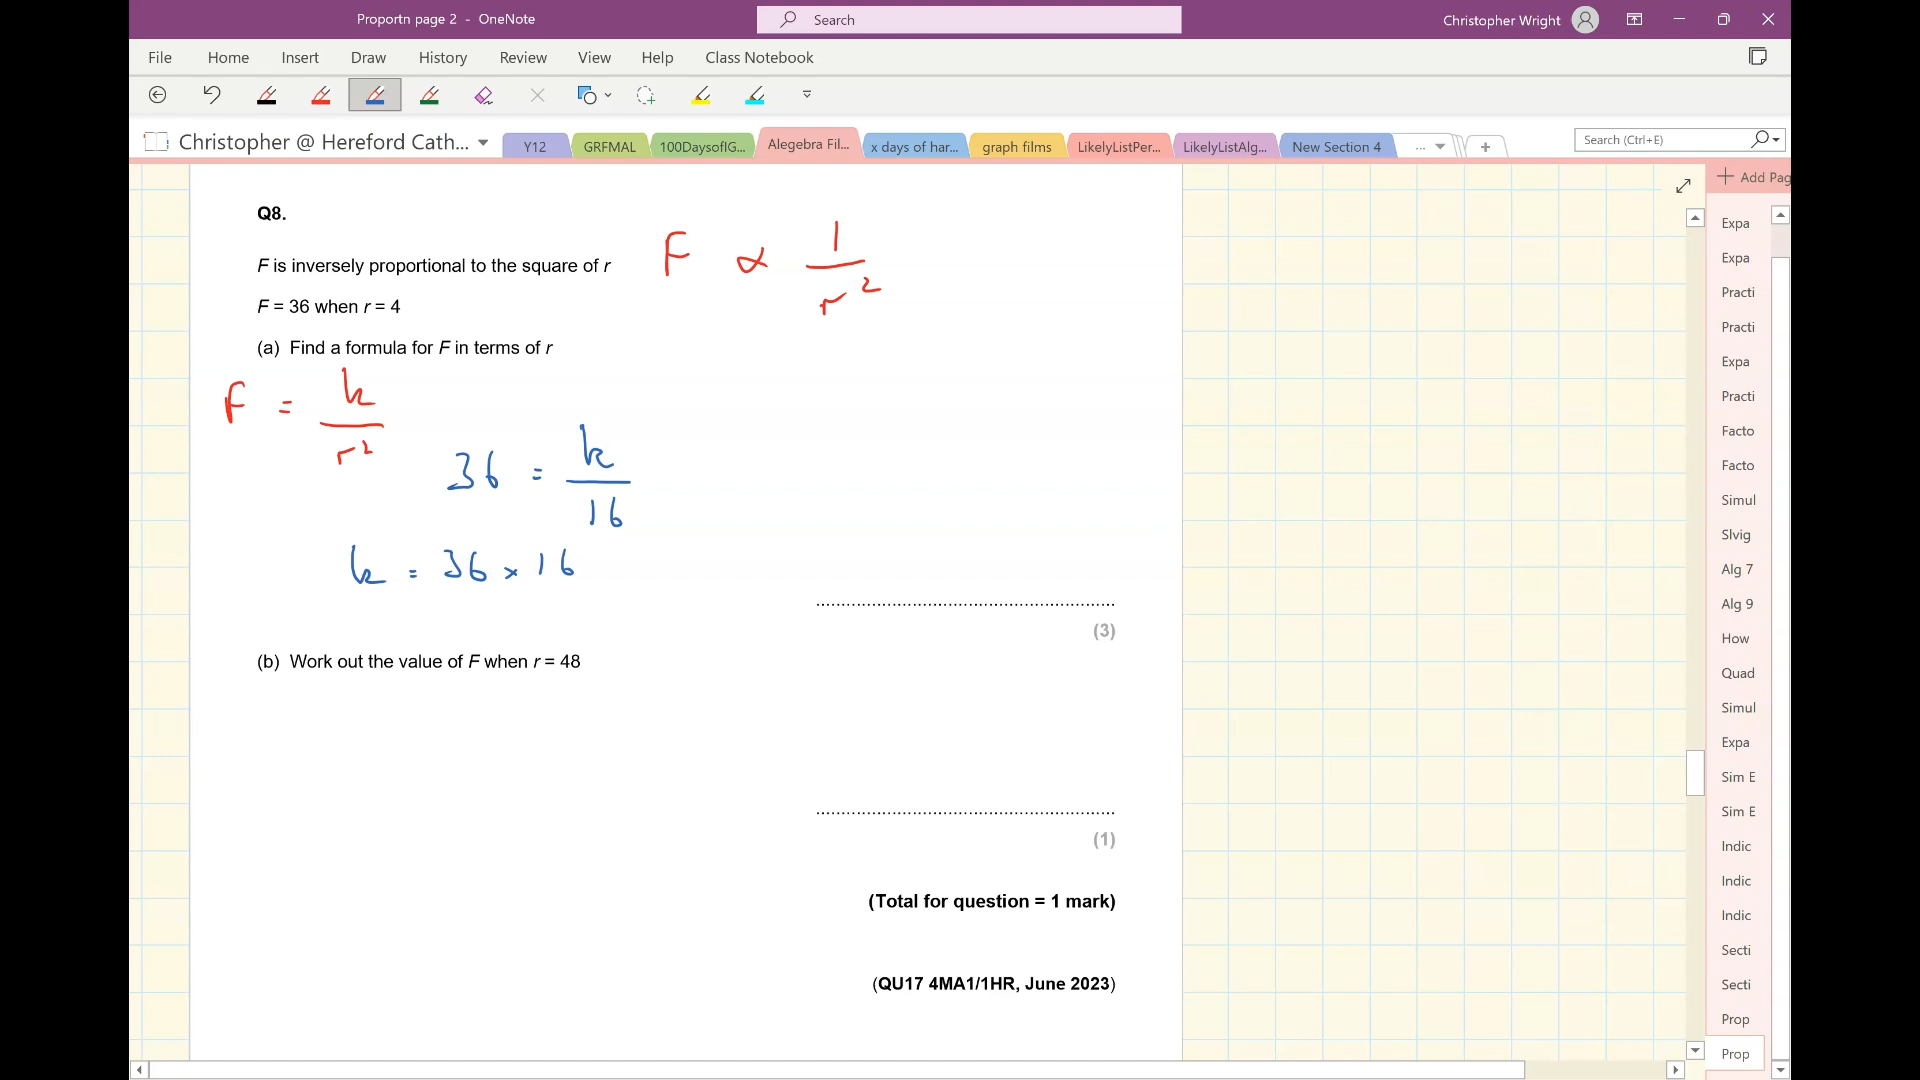 Proportn page 2 - OneNote
Search
Christopher Wright
File Home Insert Draw History Review View Help Class Notebook
Christopher @ Hereford Cath...
Y12 GRFMAL 100DaysofIG... Alegebra Fil... x days of har... graph films LikelyListPer... LikelyListAlg... New Section 4 ...
Search (Ctrl+E)
Add Pag
Q8.
F is inversely proportional to the square of r
F ∝ 1/r²
F = 36 when r = 4
(a) Find a formula for F in terms of r
F = k/r²
36 = k/16
k = 36 × 16
(3)
(b) Work out the value of F when r = 48
(1)
(Total for question = 1 mark)
(QU17 4MA1/1HR, June 2023)
Expa
Expa
Practi
Practi
Expa
Practi
Facto
Facto
Simul
Slvig
Alg 7
Alg 9
How
Quad
Simul
Expa
Sim E
Sim E
Indic
Indic
Indic
Secti
Secti
Prop
Prop